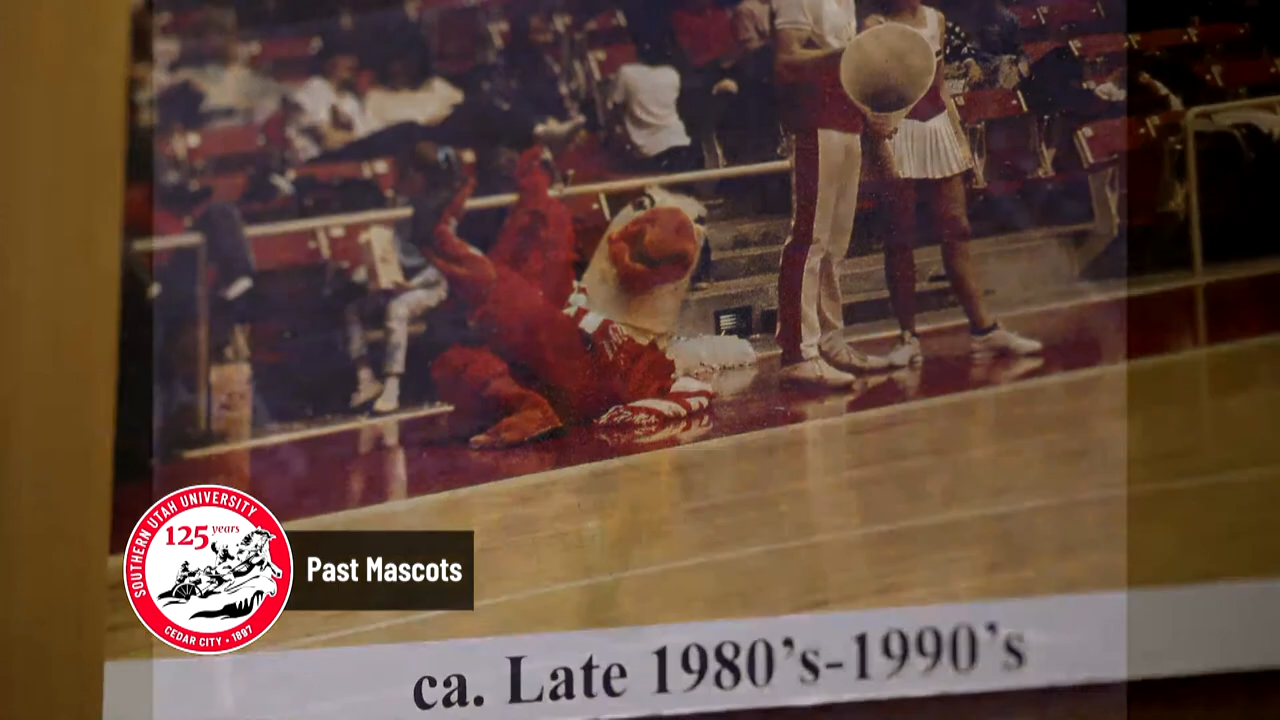 SOUTHERN UTAH UNIVERSITY
125 years
CEDAR CITY • 1897
Past Mascots
ca. Late 1980's-1990's